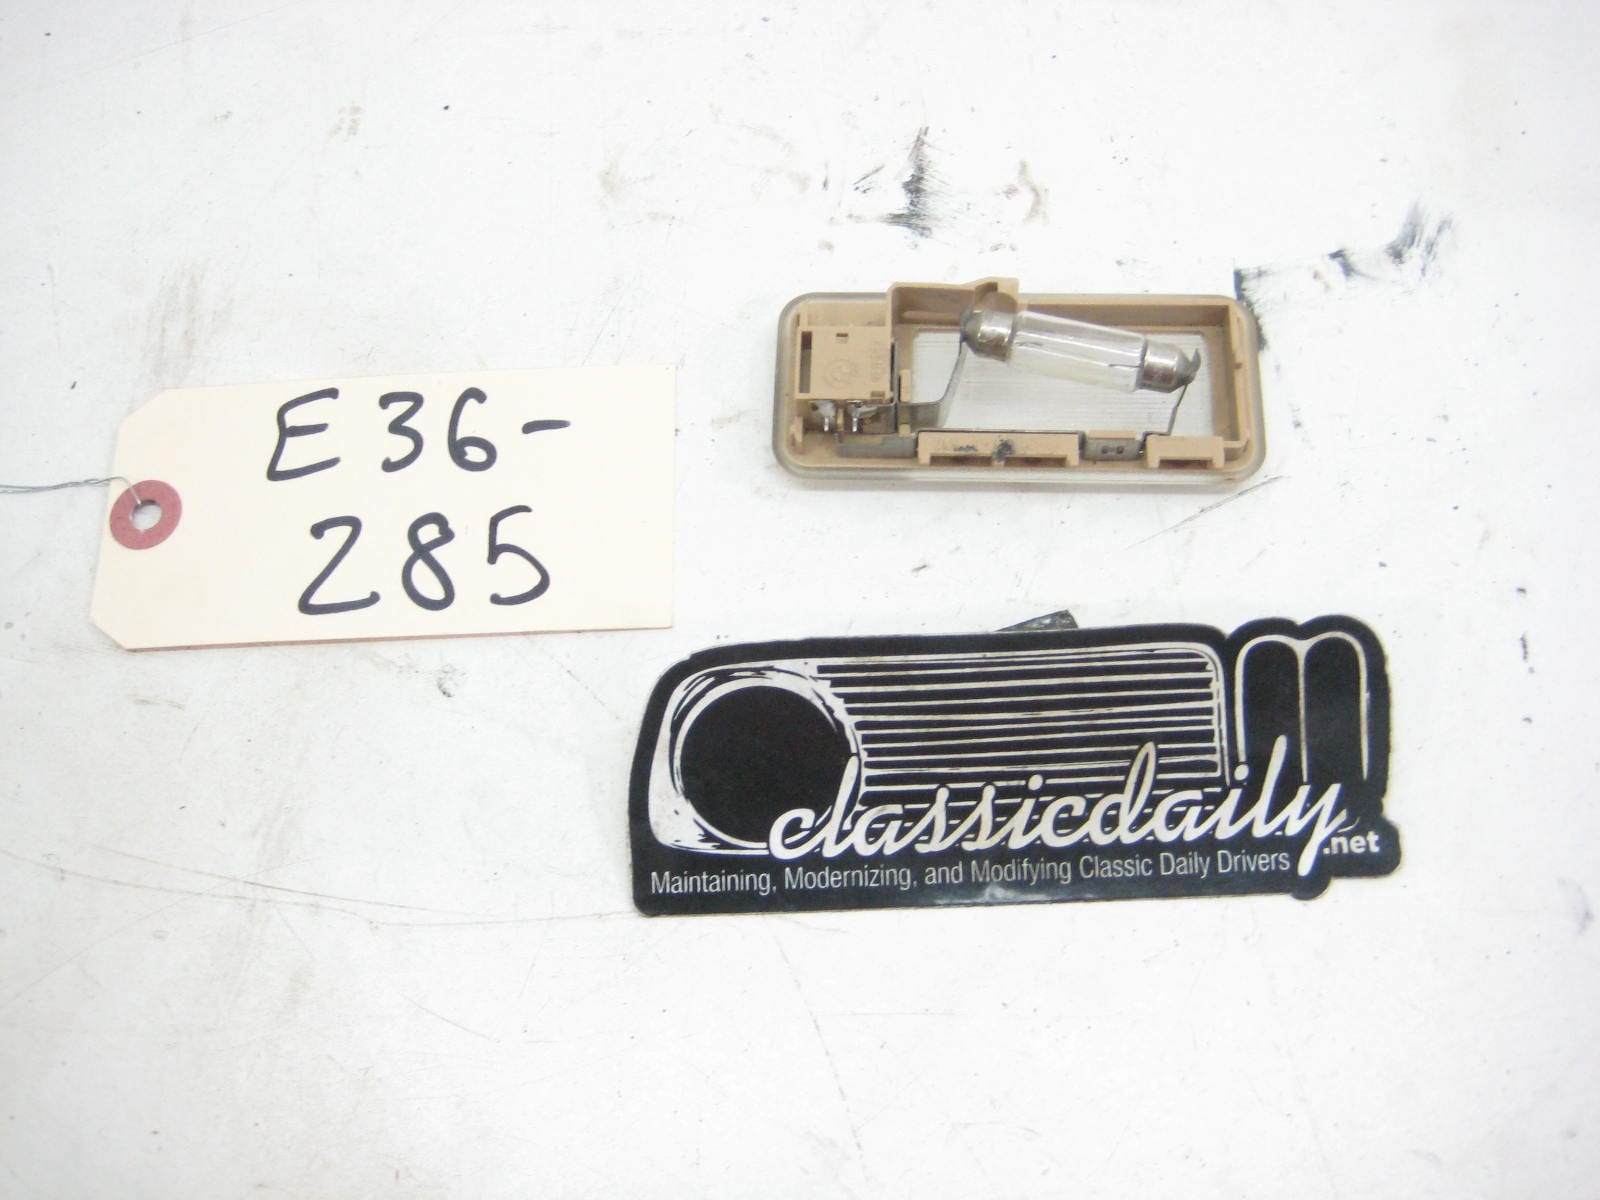 E36-
285
classicdaily
.net
Maintaining, Modernizing, and Modifying Classic Daily Drivers